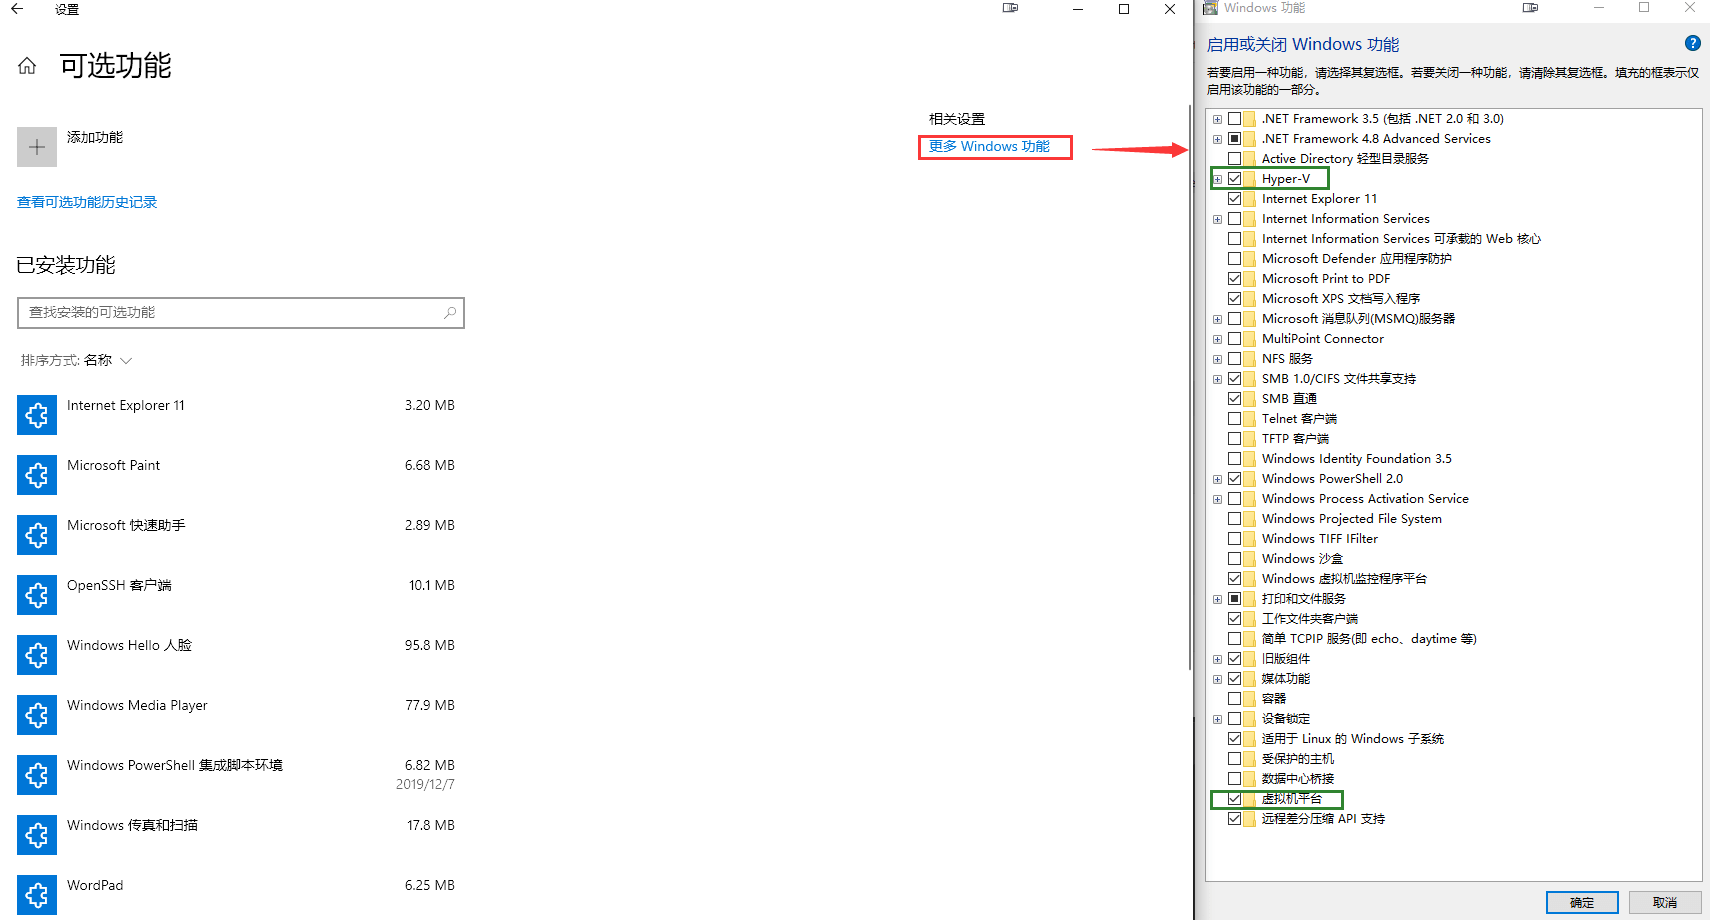 设置
可选功能
添加功能
查看可选功能历史记录
已安装功能
查找安装的可选功能
排序方式: 名称
Internet Explorer 11
3.20 MB
Microsoft Paint
6.68 MB
Microsoft 快速助手
2.89 MB
OpenSSH 客户端
10.1 MB
Windows Hello 人脸
95.8 MB
Windows Media Player
77.9 MB
Windows PowerShell 集成脚本环境
6.82 MB
2019/12/7
Windows 传真和扫描
17.8 MB
WordPad
6.25 MB
相关设置
更多 Windows 功能
Windows 功能
启用或关闭 Windows 功能
若要启用一种功能，请选择其复选框。若要关闭一种功能，请清除其复选框。填充的框表示仅
启用该功能的一部分。
.NET Framework 3.5 (包括 .NET 2.0 和 3.0)
.NET Framework 4.8 Advanced Services
Active Directory 轻型目录服务
Hyper-V
Internet Explorer 11
Internet Information Services
Internet Information Services 可承载的 Web 核心
Microsoft Defender 应用程序防护
Microsoft Print to PDF
Microsoft XPS 文档写入程序
Microsoft 消息队列(MSMQ)服务器
MultiPoint Connector
NFS 服务
SMB 1.0/CIFS 文件共享支持
SMB 直通
Telnet 客户端
TFTP 客户端
Windows Identity Foundation 3.5
Windows PowerShell 2.0
Windows Process Activation Service
Windows Projected File System
Windows TIFF IFilter
Windows 沙盒
Windows 虚拟机监控程序平台
打印和文件服务
工作文件夹客户端
简单 TCPIP 服务(即 echo、daytime 等)
旧版组件
媒体功能
容器
设备锁定
适用于 Linux 的 Windows 子系统
受保护的主机
数据中心桥接
虚拟机平台
远程差分压缩 API 支持
确定
取消